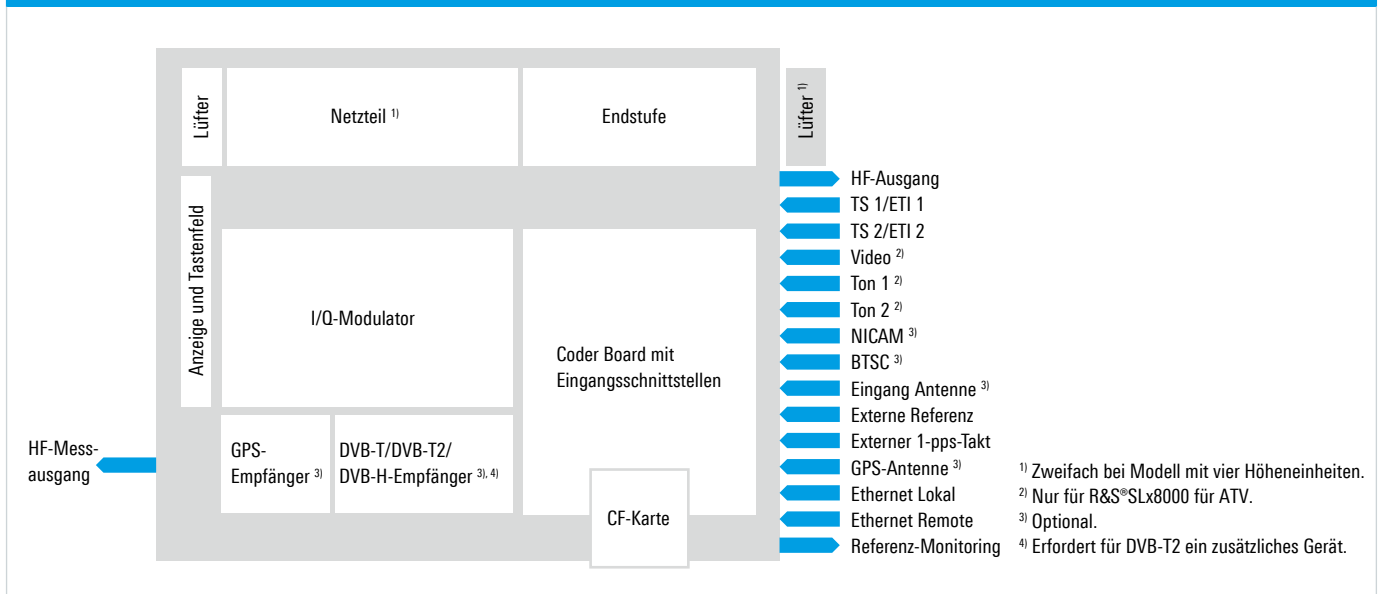 Lüfter
Netzteil 1)
Endstufe
Lüfter 1)
Anzeige und Tastenfeld
I/Q-Modulator
Coder Board mit
Eingangsschnittstellen
GPS-
Empfänger 3)
DVB-T/DVB-T2/
DVB-H-Empfänger 3), 4)
CF-Karte
HF-Mess-
ausgang
HF-Ausgang
TS 1/ETI 1
TS 2/ETI 2
Video 2)
Ton 1 2)
Ton 2 2)
NICAM 3)
BTSC 3)
Eingang Antenne 3)
Externe Referenz
Externer 1-pps-Takt
GPS-Antenne 3)
Ethernet Lokal
Ethernet Remote
Referenz-Monitoring
1) Zweifach bei Modell mit vier Höheneinheiten.
2) Nur für R&S®SLx8000 für ATV.
3) Optional.
4) Erfordert für DVB-T2 ein zusätzliches Gerät.